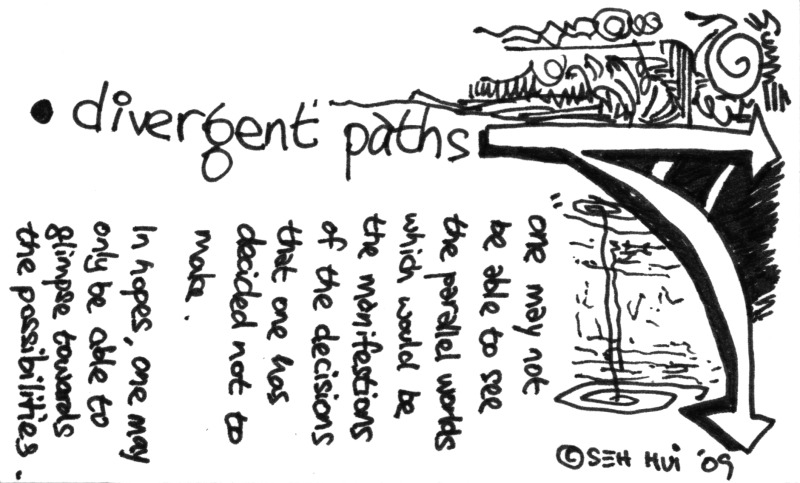 • divergent paths
"one may not
be able to see
the parallel worlds
which would be
the manifestions
of the decisions
that one has
decided not to
make.
In hopes, one may
only be able to
glimpse towards
the possibilities.
©SEH HUI '09